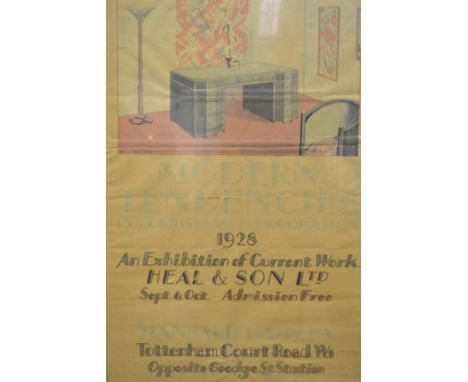 MODERN
TENDENCIES
IN FURNISHING & DECORATION
1928
An Exhibition of Current Work
HEAL & SON LTD
Sept & Oct Admission Free
MANSARD GALLERY
Tottenham Court Road W1
Opposite Goodge St Station